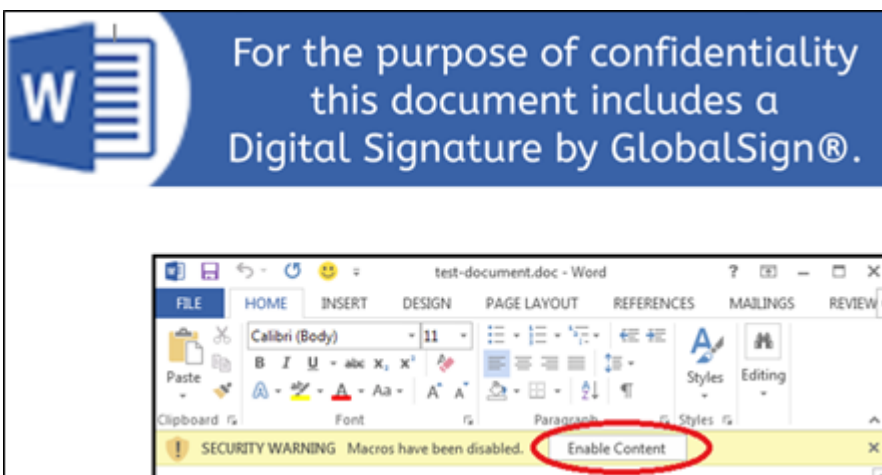 W
For the purpose of confidentiality
this document includes a
Digital Signature by GlobalSign®.
test-document.doc - Word
FILE HOME INSERT DESIGN PAGE LAYOUT REFERENCES MAILINGS REVIEW
Calibri (Body) 11
B I U abc X, X'
Paste
A A Aa A A
Styles Editing
Clipboard Font Paragraph Styles
SECURITY WARNING Macros have been disabled. Enable Content